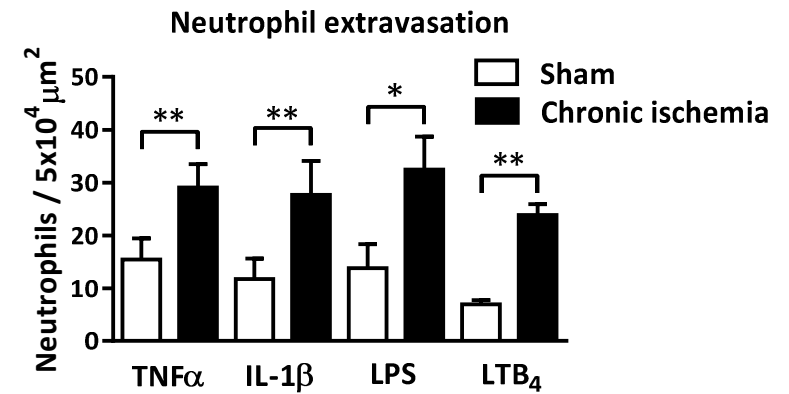 Neutrophil extravasation
Sham
Chronic ischemia
Neutrophils / 5x10⁴ µm²
50
40
30
20
10
0
**
**
*
**
TNFα
IL-1β
LPS
LTB₄